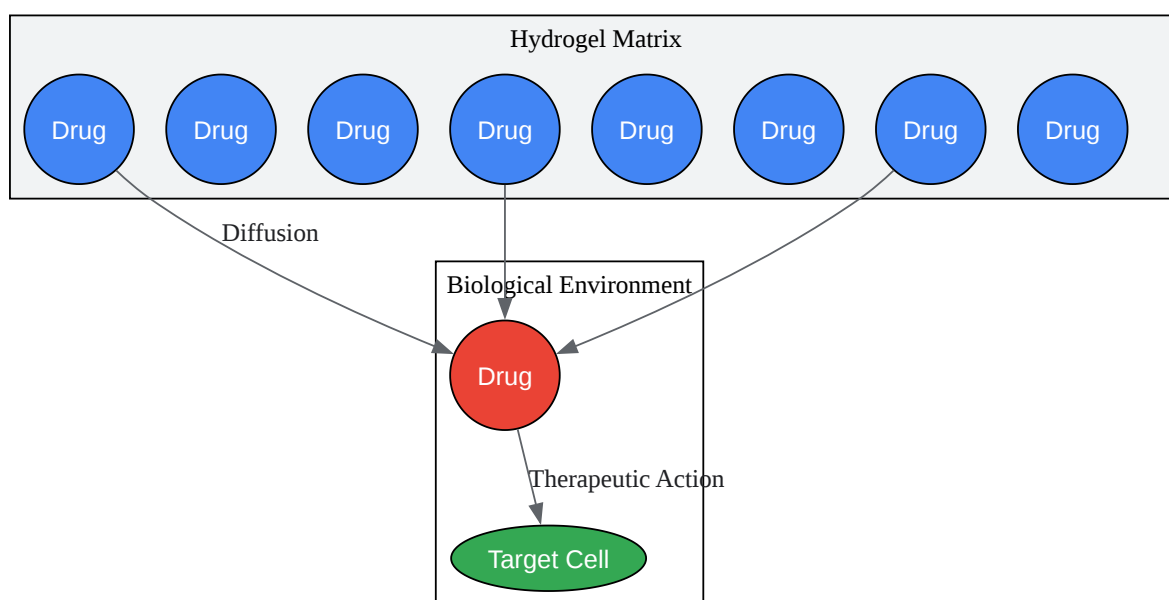 Hydrogel Matrix
Drug Drug Drug Drug Drug Drug Drug Drug
Diffusion
Biological Environment
Drug
Therapeutic Action
Target Cell